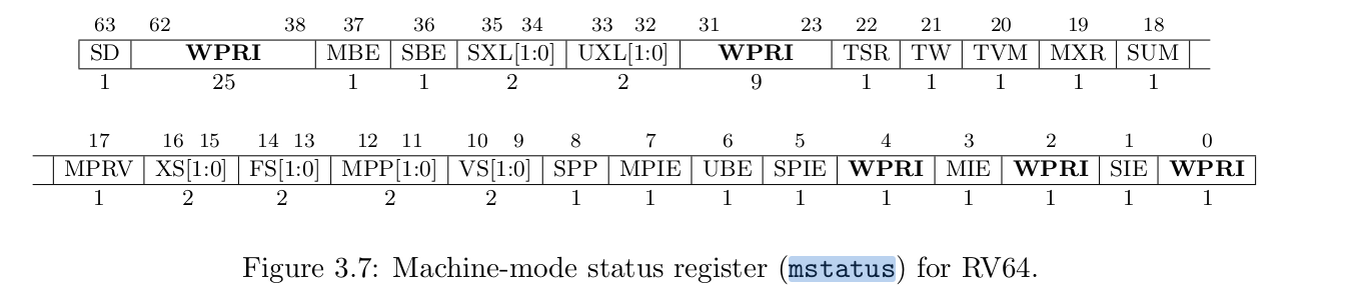 63 62 38 37 36 35 34 33 32 31 23 22 21 20 19 18
SD WPRI MBE SBE SXL[1:0] UXL[1:0] WPRI TSR TW TVM MXR SUM
1 25 1 1 2 2 9 1 1 1 1 1
17 16 15 14 13 12 11 10 9 8 7 6 5 4 3 2 1 0
MPRV XS[1:0] FS[1:0] MPP[1:0] VS[1:0] SPP MPIE UBE SPIE WPRI MIE WPRI SIE WPRI
1 2 2 2 2 1 1 1 1 1 1 1 1 1
Figure 3.7: Machine-mode status register (mstatus) for RV64.